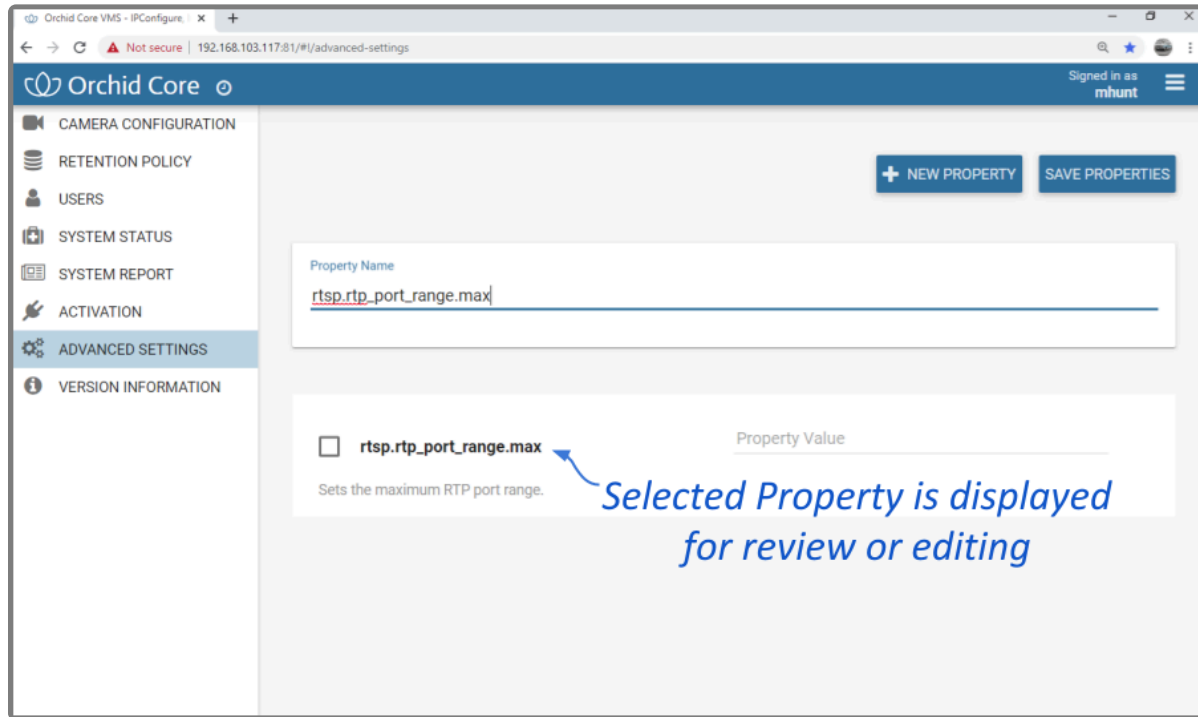 Orchid Core VMS - IPConfigure, I
Not secure | 192.168.103.117:81/#!/advanced-settings
Orchid Core
Signed in as
mhunt
CAMERA CONFIGURATION
RETENTION POLICY
USERS
SYSTEM STATUS
SYSTEM REPORT
ACTIVATION
ADVANCED SETTINGS
VERSION INFORMATION
NEW PROPERTY
SAVE PROPERTIES
Property Name
rtsp.rtp_port_range.max
rtsp.rtp_port_range.max
Property Value
Sets the maximum RTP port range.
Selected Property is displayed
for review or editing